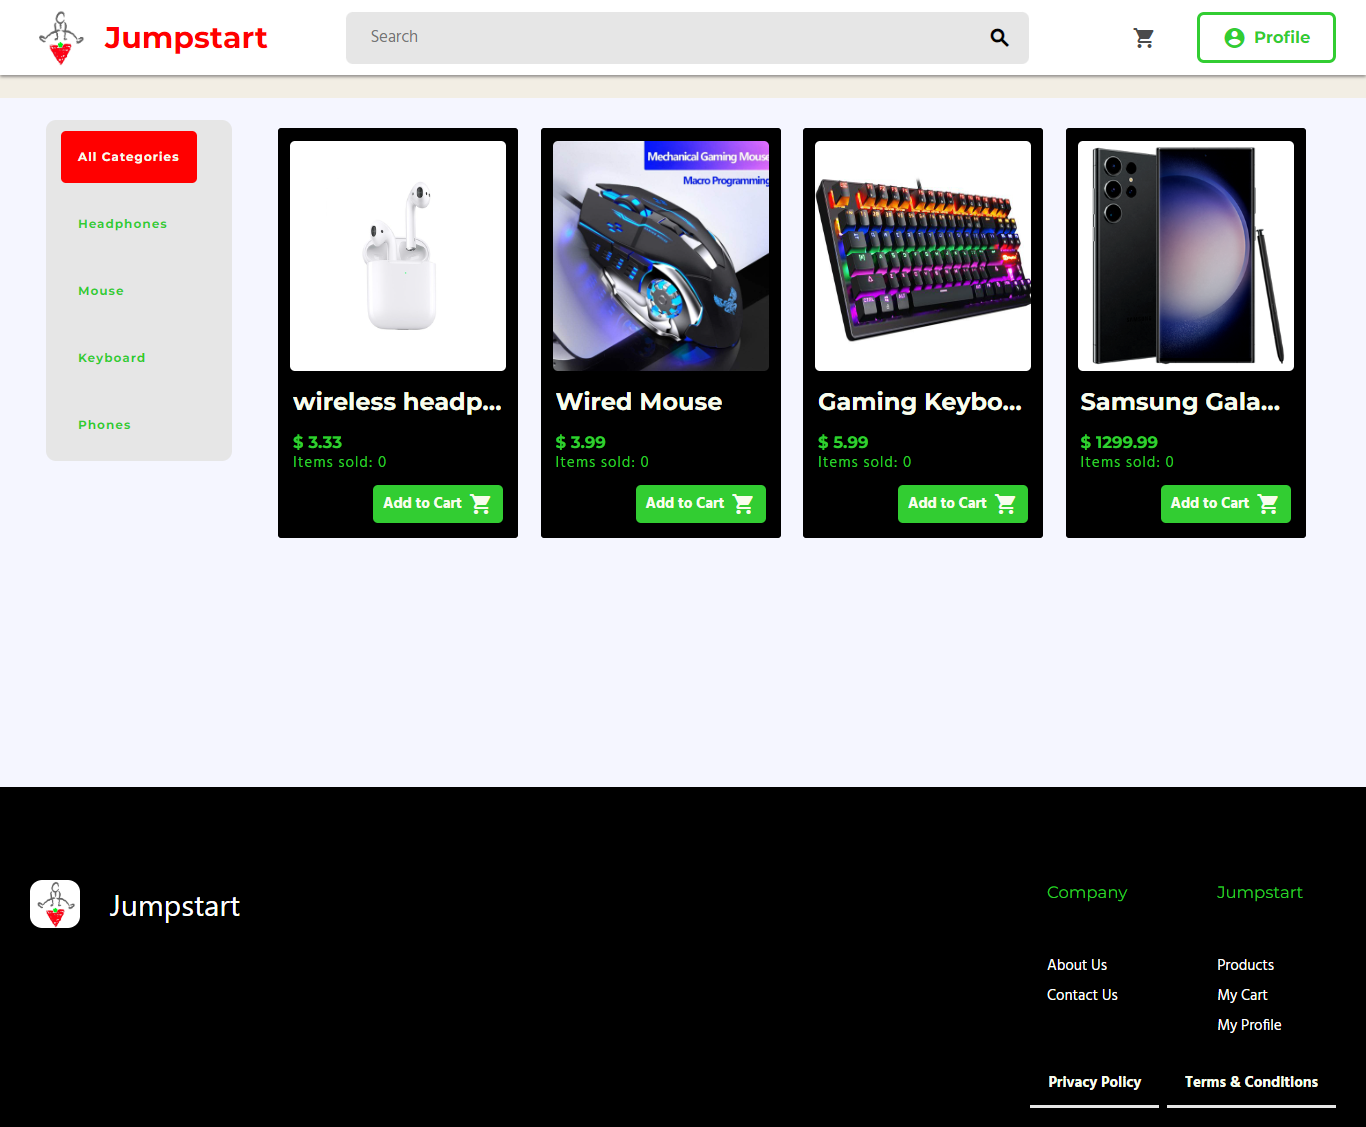 Jumpstart
Search
Profile
All Categories
Headphones
Mouse
Keyboard
Phones
Mechanical Gaming Mouse
Macro Programming
wireless headp...
$ 3.33
Items sold: 0
Add to Cart
Wired Mouse
$ 3.99
Items sold: 0
Add to Cart
Gaming Keybo...
$ 5.99
Items sold: 0
Add to Cart
Samsung Gala...
$ 1299.99
Items sold: 0
Add to Cart
Jumpstart
Company
About Us
Contact Us
Jumpstart
Products
My Cart
My Profile
Privacy Policy
Terms & Conditions